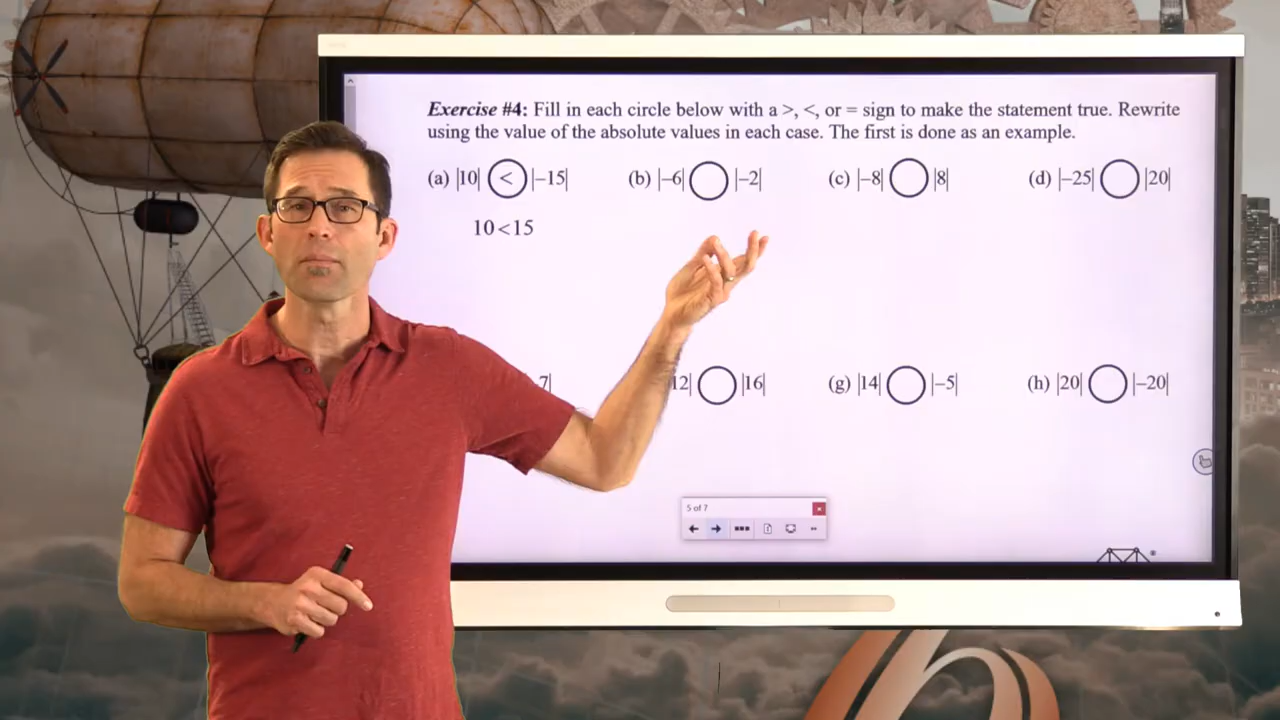 Exercise #4: Fill in each circle below with a >, <, or = sign to make the statement true. Rewrite
using the value of the absolute values in each case. The first is done as an example.
(a) |10| < |–15| (b) |–6| |–2| (c) |–8| |8| (d) |–25| |20|
10<15
–7| 12| |16| (g) |14| |–5| (h) |20| |–20|
5 of 7